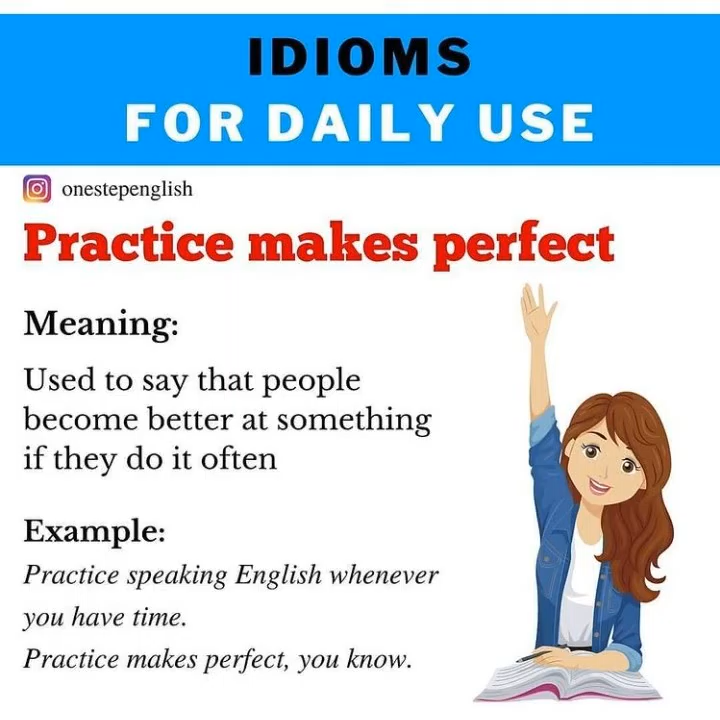 IDIOMS
FOR DAILY USE
onestepenglish
Practice makes perfect
Meaning:
Used to say that people
become better at something
if they do it often
Example:
Practice speaking English whenever
you have time.
Practice makes perfect, you know.